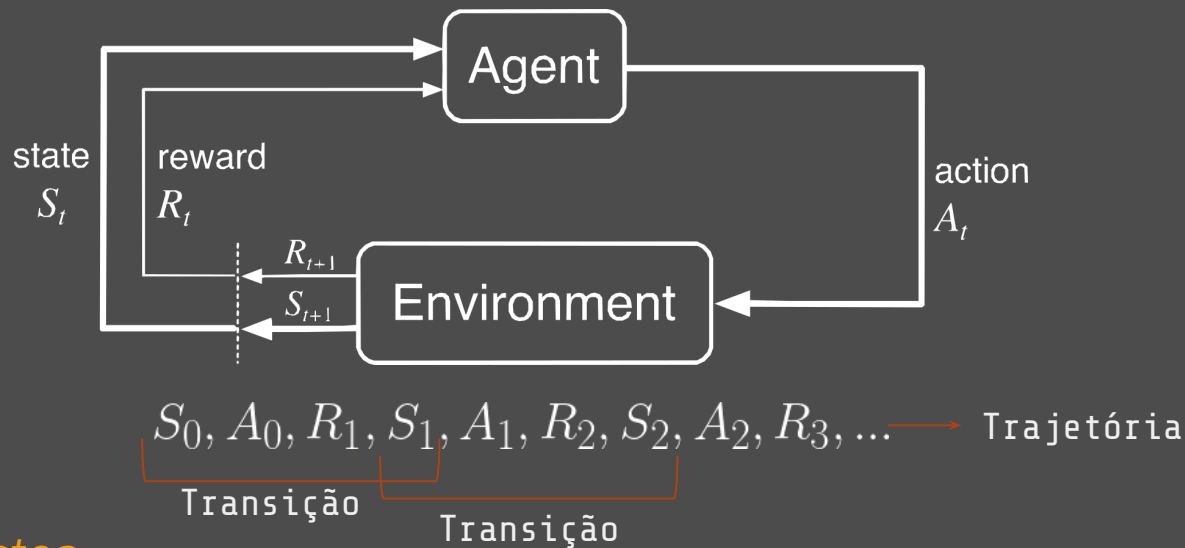 Agent
state
S_t
reward
R_t
action
A_t
R_{t+1}
S_{t+1}
Environment
S_0, A_0, R_1, S_1, A_1, R_2, S_2, A_2, R_3, ...
Trajetória
Transição
Transição